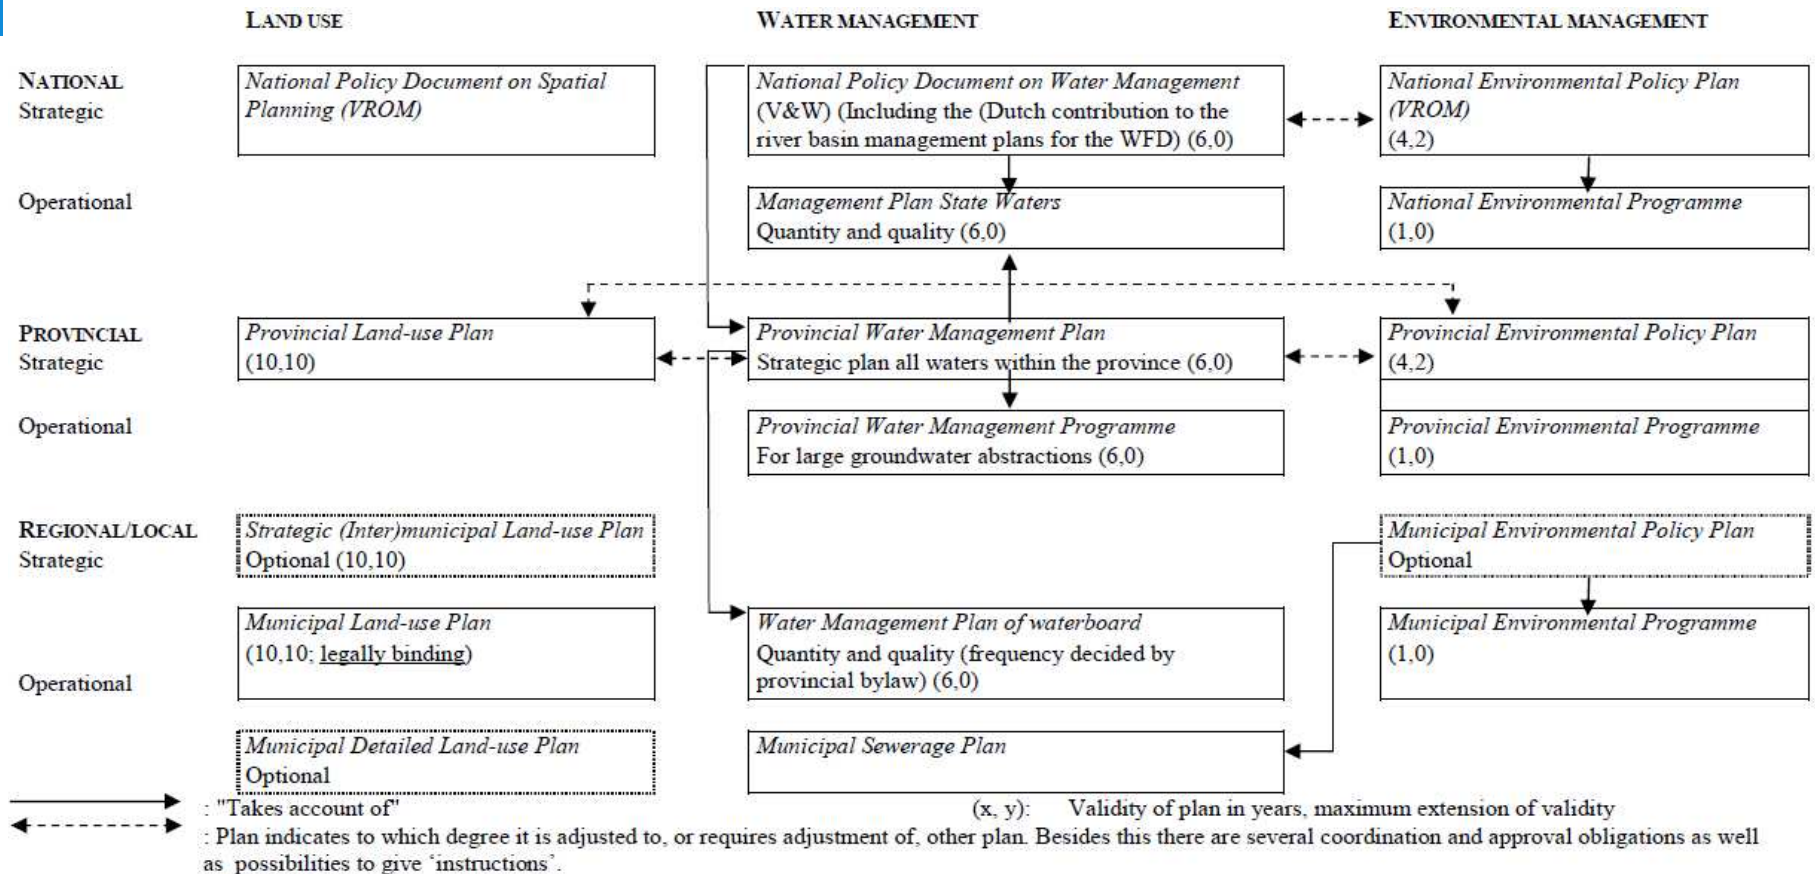 LAND USE
WATER MANAGEMENT
ENVIRONMENTAL MANAGEMENT
NATIONAL
Strategic
National Policy Document on Spatial
Planning (VROM)
National Policy Document on Water Management
(V&W) (Including the (Dutch contribution to the
river basin management plans for the WFD) (6,0)
National Environmental Policy Plan
(VROM)
(4,2)
Operational
Management Plan State Waters
Quantity and quality (6,0)
National Environmental Programme
(1,0)
PROVINCIAL
Strategic
Provincial Land-use Plan
(10,10)
Provincial Water Management Plan
Strategic plan all waters within the province (6,0)
Provincial Environmental Policy Plan
(4,2)
Operational
Provincial Water Management Programme
For large groundwater abstractions (6,0)
Provincial Environmental Programme
(1,0)
REGIONAL/LOCAL
Strategic
Strategic (Inter)municipal Land-use Plan
Optional (10,10)
Municipal Environmental Policy Plan
Optional
Operational
Municipal Land-use Plan
(10,10; legally binding)
Water Management Plan of waterboard
Quantity and quality (frequency decided by
provincial bylaw) (6,0)
Municipal Environmental Programme
(1,0)
Municipal Detailed Land-use Plan
Optional
Municipal Sewerage Plan
: "Takes account of"
(x, y): Validity of plan in years, maximum extension of validity
: Plan indicates to which degree it is adjusted to, or requires adjustment of, other plan. Besides this there are several coordination and approval obligations as well
as possibilities to give ‘instructions’.